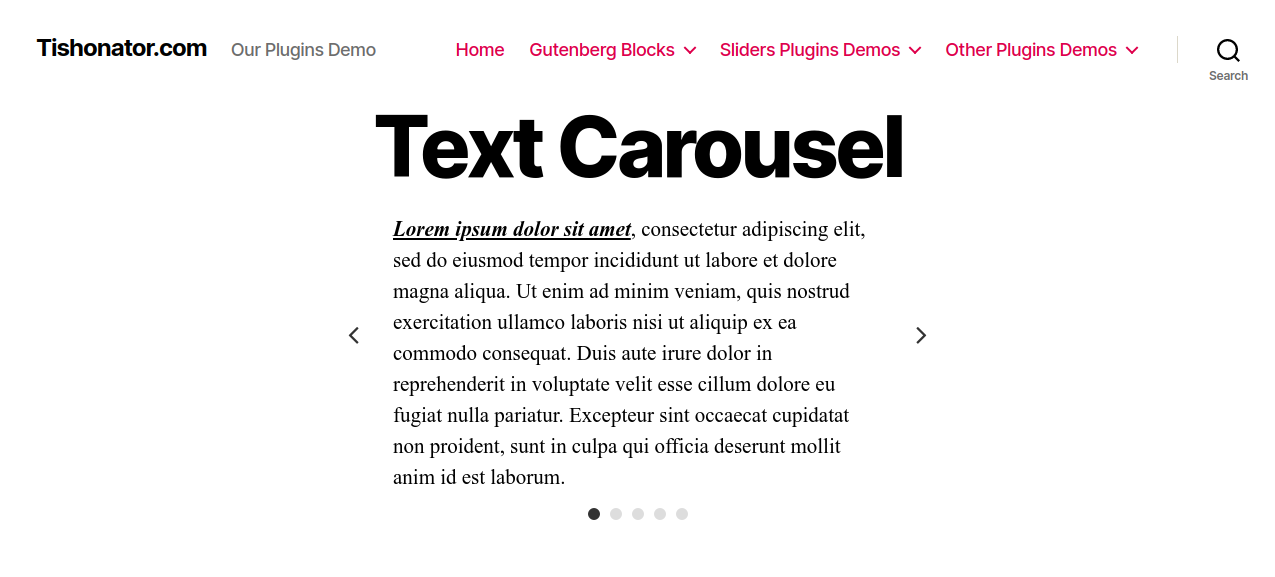 Tishonator.com Our Plugins Demo Home Gutenberg Blocks Sliders Plugins Demos Other Plugins Demos
Search
Text Carousel
Lorem ipsum dolor sit amet, consectetur adipiscing elit,
sed do eiusmod tempor incididunt ut labore et dolore
magna aliqua. Ut enim ad minim veniam, quis nostrud
exercitation ullamco laboris nisi ut aliquip ex ea
commodo consequat. Duis aute irure dolor in
reprehenderit in voluptate velit esse cillum dolore eu
fugiat nulla pariatur. Excepteur sint occaecat cupidatat
non proident, sunt in culpa qui officia deserunt mollit
anim id est laborum.